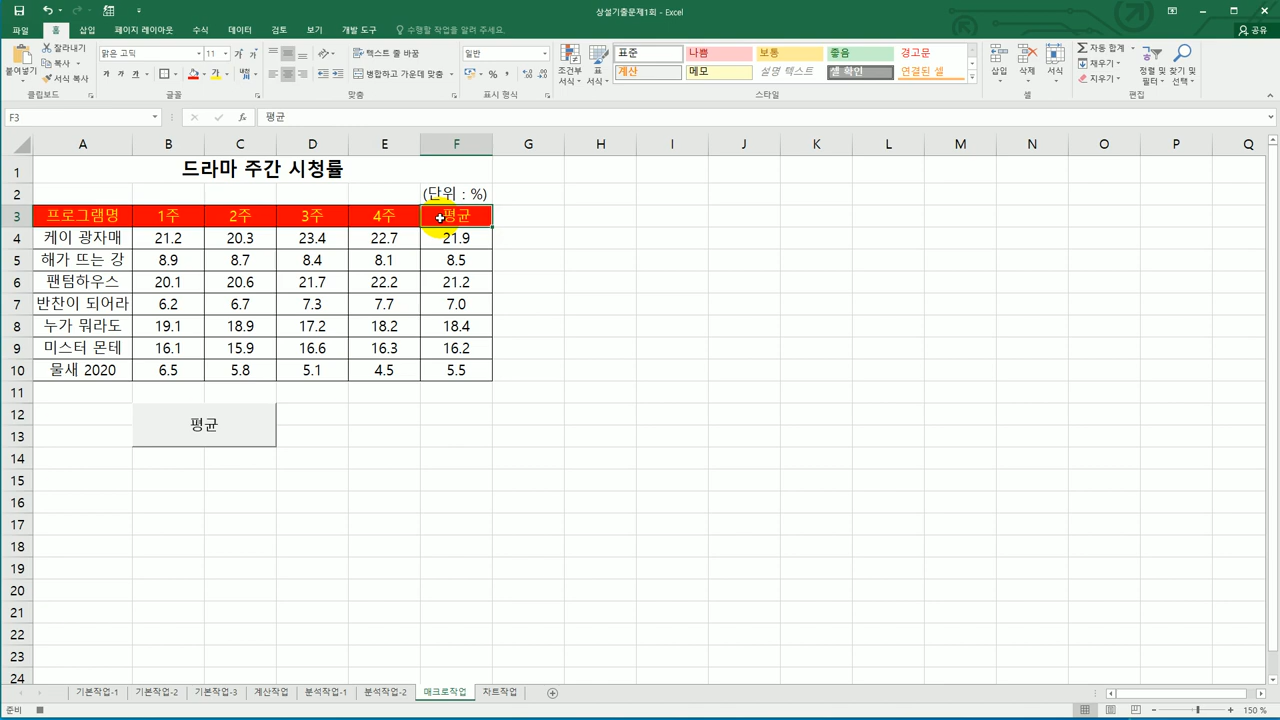 상설기출문제1회 - Excel
파일 홈 삽입 페이지 레이아웃 수식 데이터 검토 보기 개발 도구 수행할 작업을 알려 주세요. 공유
붙여넣기 잘라내기 복사 서식 클립보드
맑은 고딕 11 가 가 가 가 가 글꼴
텍스트 줄 바꿈 병합하고 가운데 맞춤 맞춤
일반 % 표시 형식
조건부 서식 표 서식 표준 나쁨 보통 좋음 경고문
계산 메모 설명 텍스트 셀 확인 연결된 셀 스타일
삽입 삭제 서식 셀
자동 합계 채우기 지우기 정렬 및 필터 찾기 및 선택 편집
F3 fx 평균
A B C D E F G H I J K L M N O P Q
1 드라마 주간 시청률
2 (단위 : %)
3 프로그램명 1주 2주 3주 4주 평균
4 케이 광자매 21.2 20.3 23.4 22.7 21.9
5 해가 뜨는 강 8.9 8.7 8.4 8.1 8.5
6 팬텀하우스 20.1 20.6 21.7 22.2 21.2
7 반찬이 되어라 6.2 6.7 7.3 7.7 7.0
8 누가 뭐라도 19.1 18.9 17.2 18.2 18.4
9 미스터 몬테 16.1 15.9 16.6 16.3 16.2
10 물새 2020 6.5 5.8 5.1 4.5 5.5
11
12
평균
13
14
15
16
17
18
19
20
21
22
23
24
기본작업-1 기본작업-2 기본작업-3 계산작업 분석작업-1 분석작업-2 매크로작업 차트작업
준비 150 %